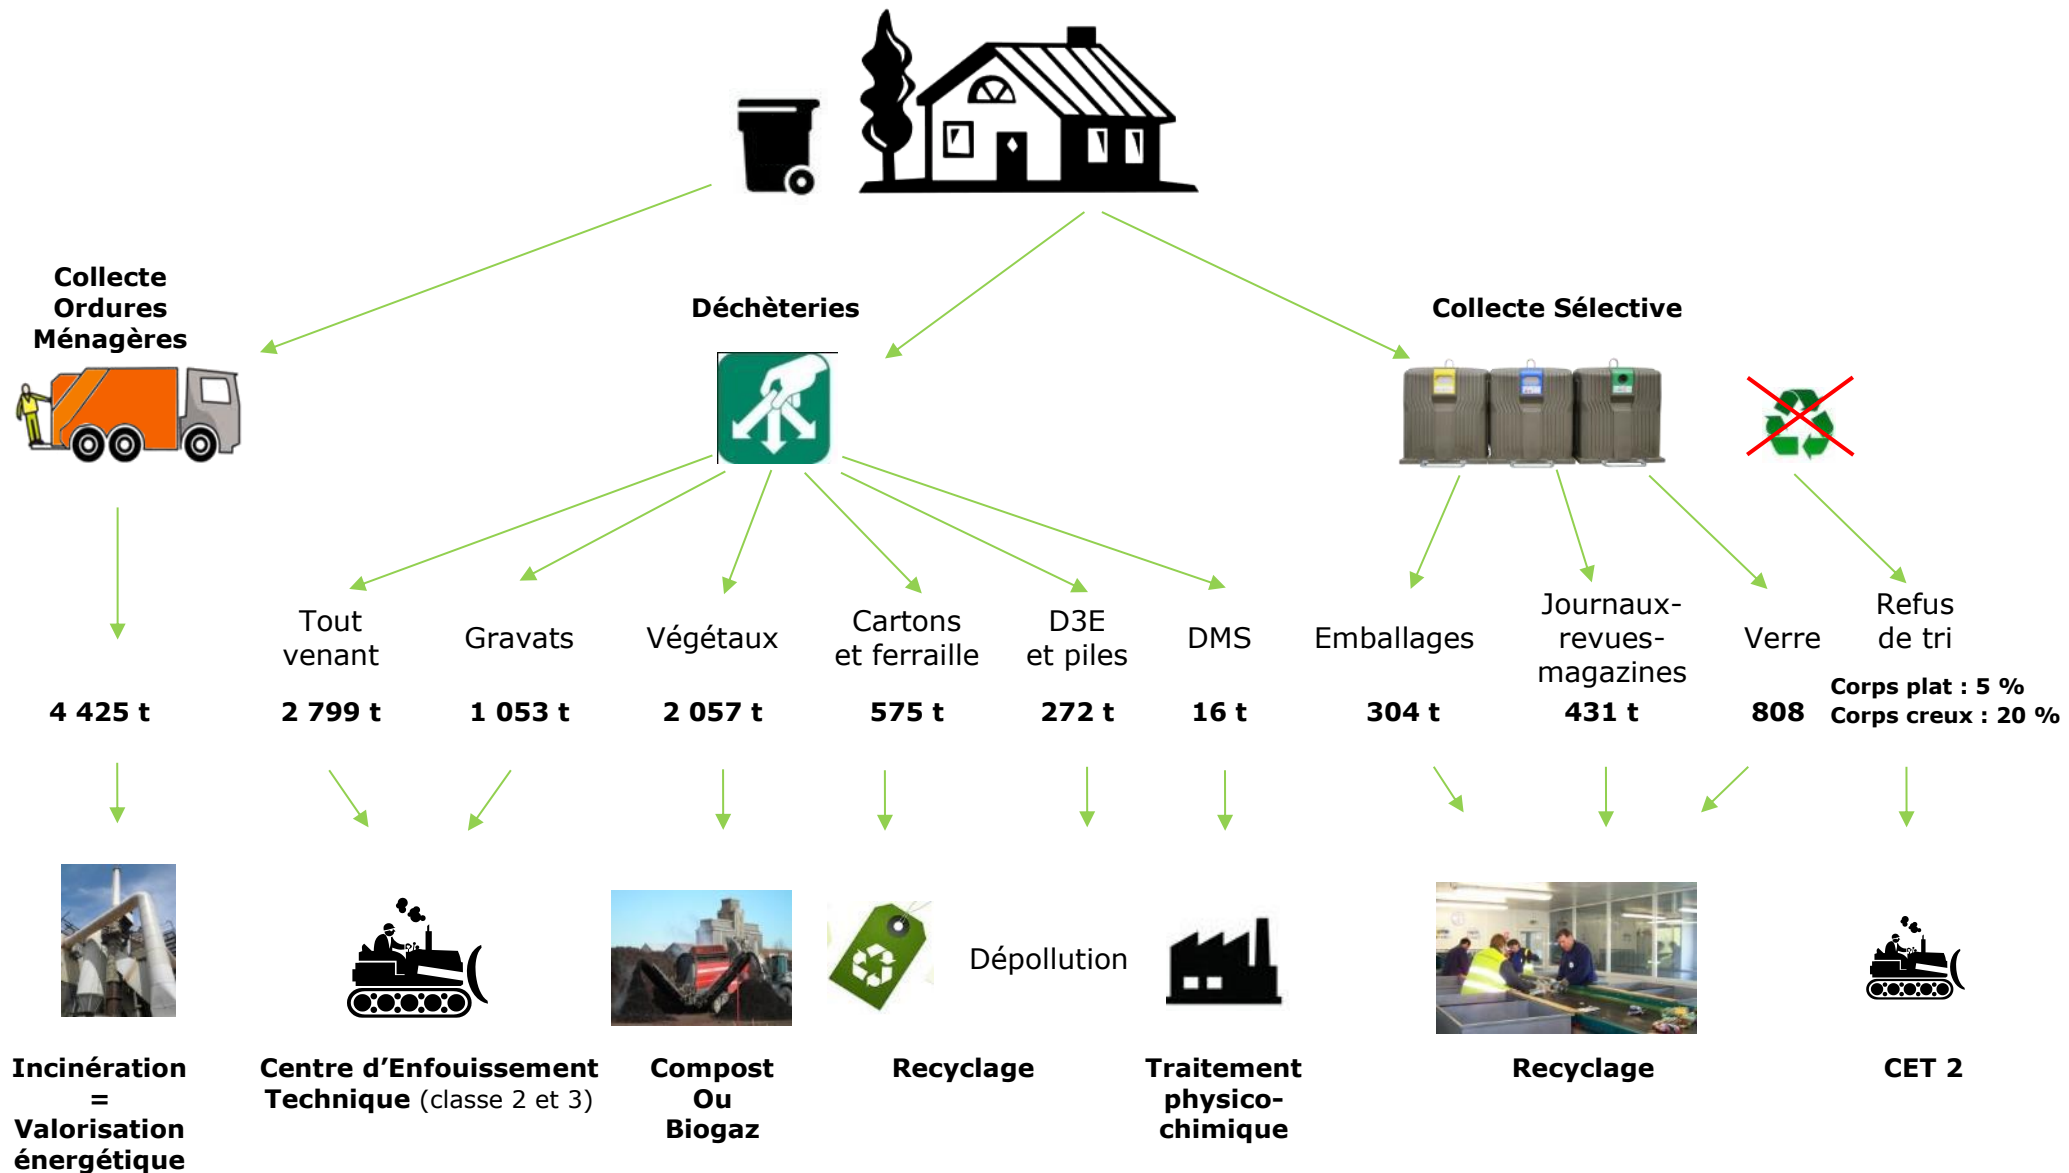 Collecte
Ordures
Ménagères
Déchèteries
Collecte Sélective
Tout
venant
Gravats
Végétaux
Cartons
et ferraille
D3E
et piles
DMS
Emballages
Journaux-
revues-
magazines
Verre
Refus
de tri
4 425 t
2 799 t
1 053 t
2 057 t
575 t
272 t
16 t
304 t
431 t
808
Corps plat : 5 %
Corps creux : 20 %
Dépollution
Incinération
=
Valorisation
énergétique
Centre d’Enfouissement
Technique (classe 2 et 3)
Compost
Ou
Biogaz
Recyclage
Traitement
physico-
chimique
Recyclage
CET 2